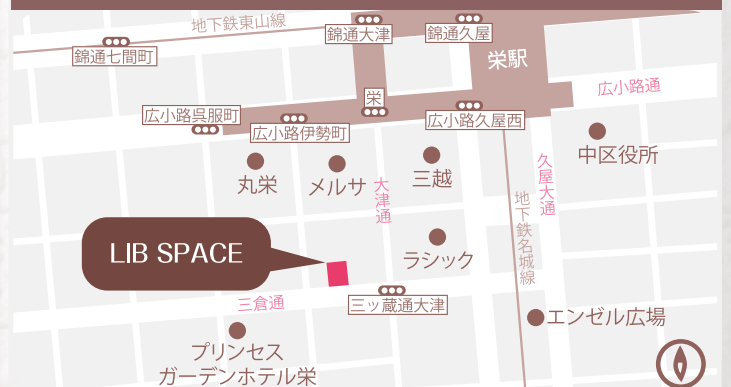 地下鉄東山線
錦通大津
錦通久屋
錦通七間町
栄駅
広小路通
栄
広小路呉服町
広小路久屋西
広小路伊勢町
中区役所
丸栄
メルサ
大津通
三越
久屋大通
地下鉄名城線
LIB SPACE
ラシック
三倉通
三ッ蔵通大津
エンゼル広場
プリンセス
ガーデンホテル栄